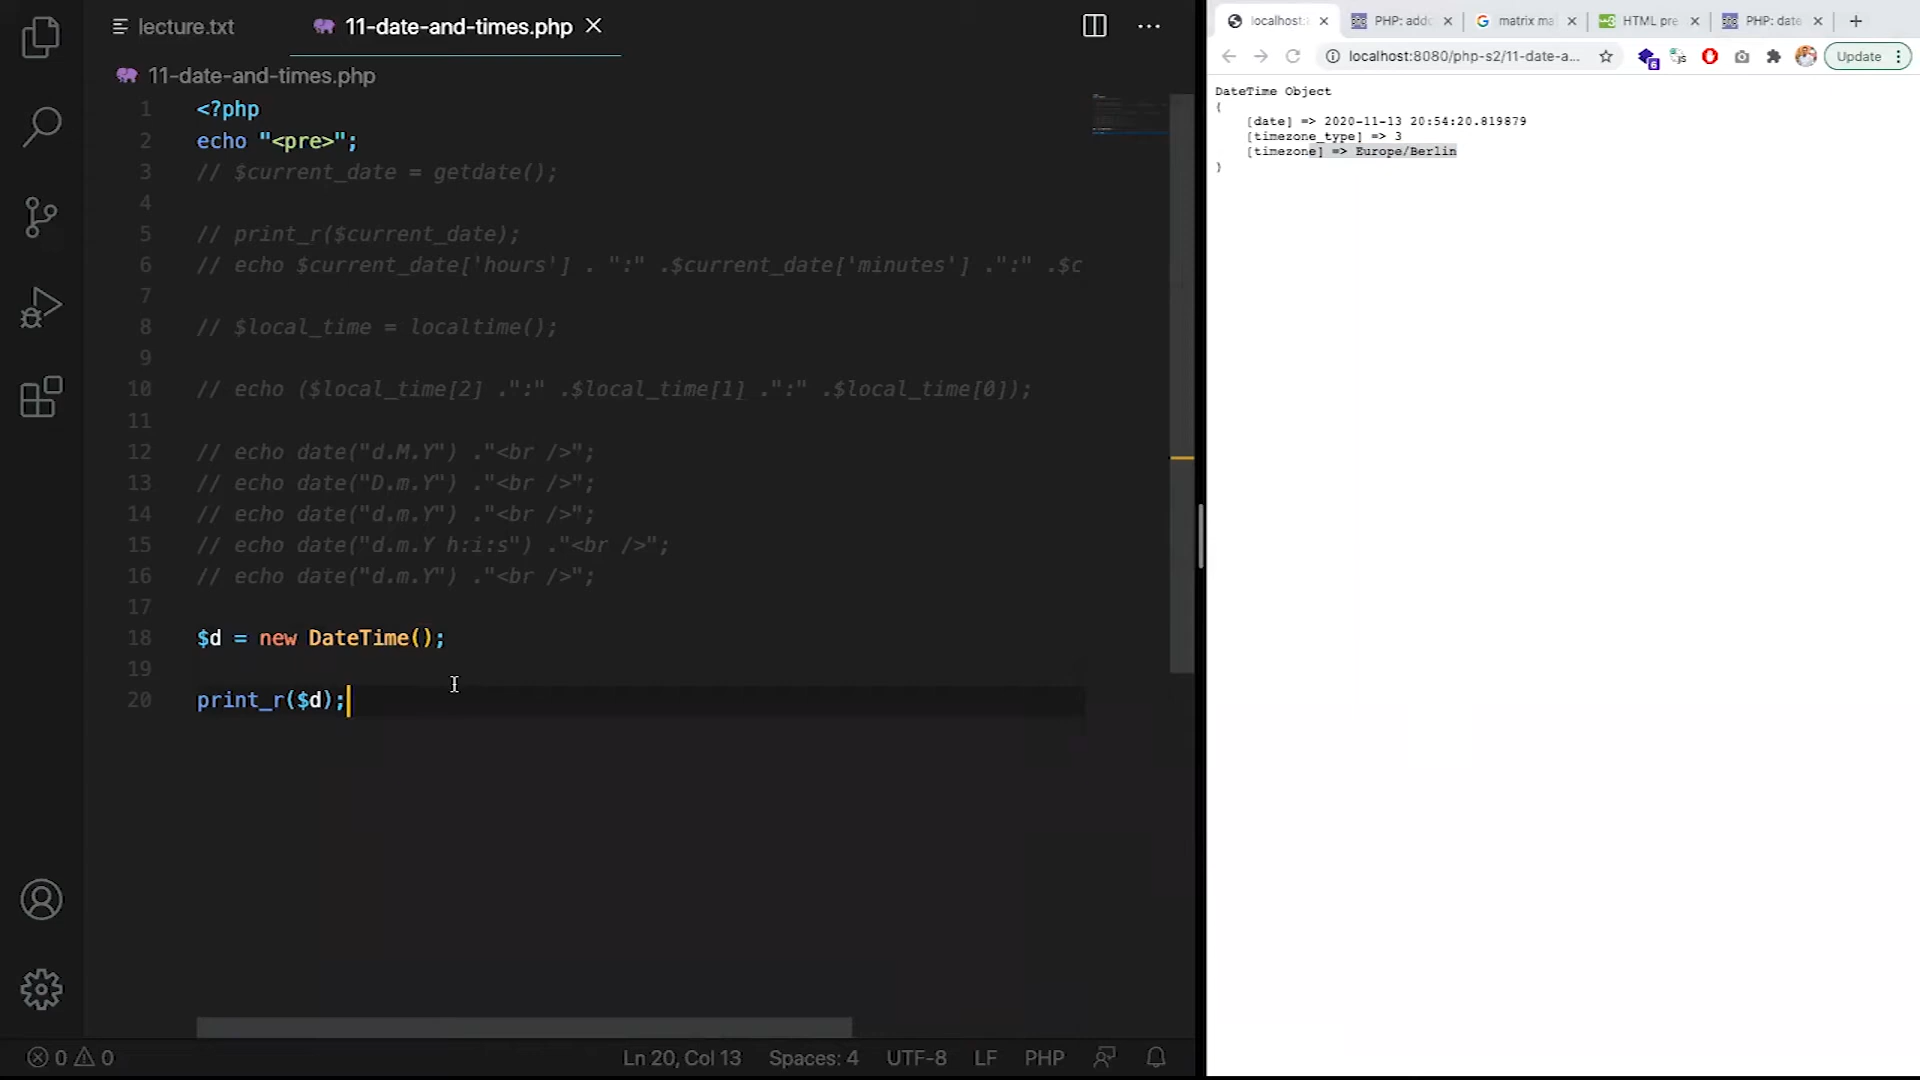 lecture.txt
11-date-and-times.php
11-date-and-times.php
1 <?php
2 echo "<pre>";
3 // $current_date = getdate();
4
5 // print_r($current_date);
6 // echo $current_date['hours'] . ":" .$current_date['minutes'] .":" .$c
7
8 // $local_time = localtime();
9
10 // echo ($local_time[2] .":" .$local_time[1] .":" .$local_time[0]);
11
12 // echo date("d.M.Y") ."<br />";
13 // echo date("D.m.Y") ."<br />";
14 // echo date("d.m.Y") ."<br />";
15 // echo date("d.m.Y h:i:s") ."<br />";
16 // echo date("d.m.Y") ."<br />";
17
18 $d = new DateTime();
19
20 print_r($d);
0 0
Ln 20, Col 13 Spaces: 4 UTF-8 LF PHP
localhost: PHP: addc matrix ma HTML pre PHP: date
localhost:8080/php-s2/11-date-a... 6 Update
DateTime Object
(
[date] => 2020-11-13 20:54:20.819879
[timezone_type] => 3
[timezone] => Europe/Berlin
)